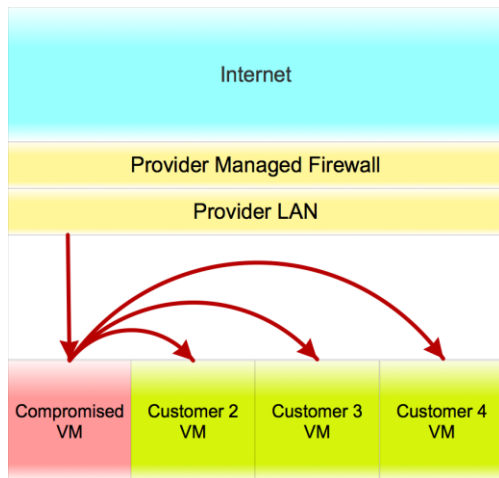 Internet
Provider Managed Firewall
Provider LAN
Compromised
VM
Customer 2
VM
Customer 3
VM
Customer 4
VM